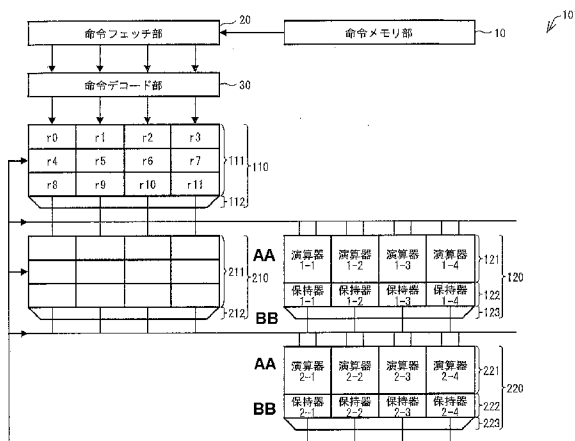 20
10
10
命令フェッチ部
命令メモリ部
30
命令デコード部
r0 r1 r2 r3
r4 r5 r6 r7
r8 r9 r10 r11
111
110
112
AA
演算器 1-1 演算器 1-2 演算器 1-3 演算器 1-4
121
120
保持器 1-1 保持器 1-2 保持器 1-3 保持器 1-4
122
BB
123
211
210
212
AA
演算器 2-1 演算器 2-2 演算器 2-3 演算器 2-4
221
220
BB
保持器 2-1 保持器 2-2 保持器 2-3 保持器 2-4
222
223